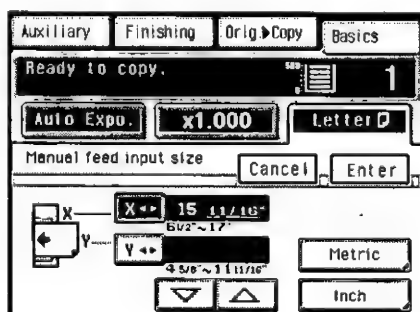 Auxiliary Finishing Orig.▶Copy Basics
Ready to copy. 1
Auto Expo. x1.000 Letter
Manual feed input size Cancel Enter
X X◂▸ 15 11/16"
6 1/2"~17"
Y Y◂▸
4 5/8"~11 11/16"
Metric
Inch